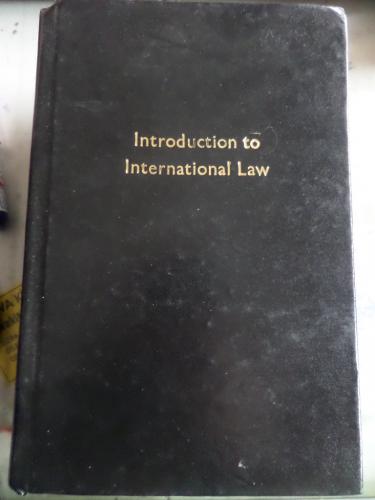 Introduction to
International Law